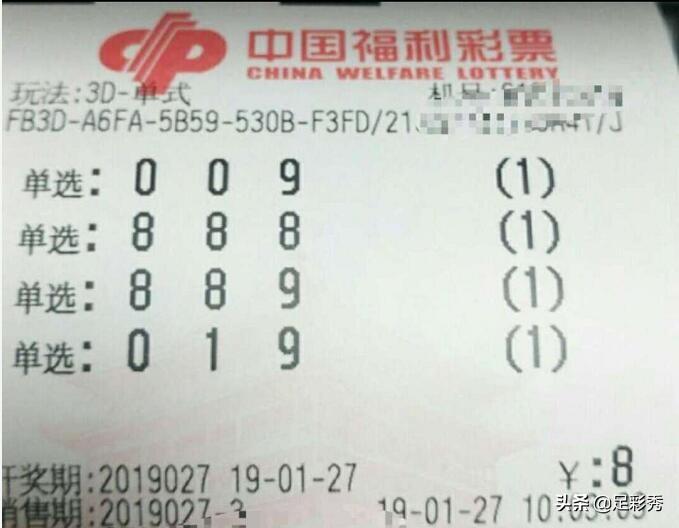 中国福利彩票
CHINA WELFARE LOTTERY
玩法:3D-单式 机号:
FB3D-A6FA-5B59-530B-F3FD/21
单选: 0 0 9 (1)
单选: 8 8 8 (1)
单选: 8 8 9 (1)
单选: 0 1 9 (1)
开奖期:2019027 19-01-27 ¥:8
销售期:2019027-3 19-01-27 10
头条 @足彩秀